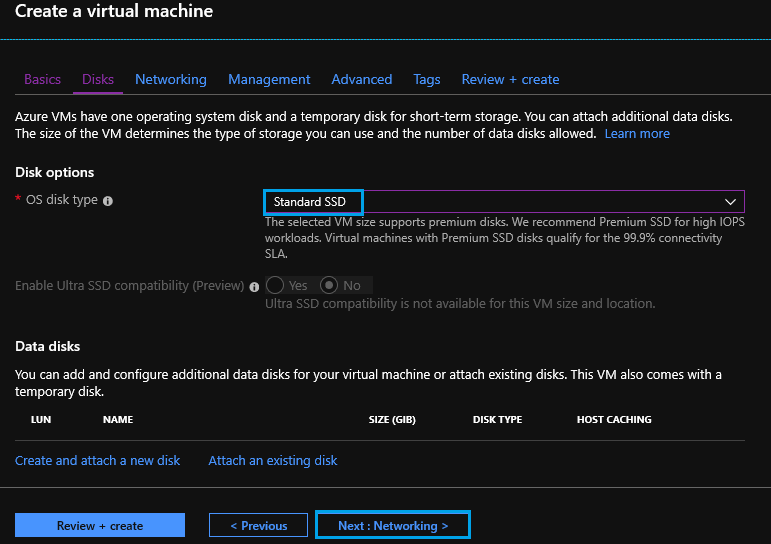 Create a virtual machine
Basics Disks Networking Management Advanced Tags Review + create
Azure VMs have one operating system disk and a temporary disk for short-term storage. You can attach additional data disks.
The size of the VM determines the type of storage you can use and the number of data disks allowed. Learn more
Disk options
* OS disk type
Standard SSD
The selected VM size supports premium disks. We recommend Premium SSD for high IOPS
workloads. Virtual machines with Premium SSD disks qualify for the 99.9% connectivity
SLA.
Enable Ultra SSD compatibility (Preview) Yes No
Ultra SSD compatibility is not available for this VM size and location.
Data disks
You can add and configure additional data disks for your virtual machine or attach existing disks. This VM also comes with a
temporary disk.
LUN NAME SIZE (GIB) DISK TYPE HOST CACHING
Create and attach a new disk Attach an existing disk
Review + create < Previous Next : Networking >